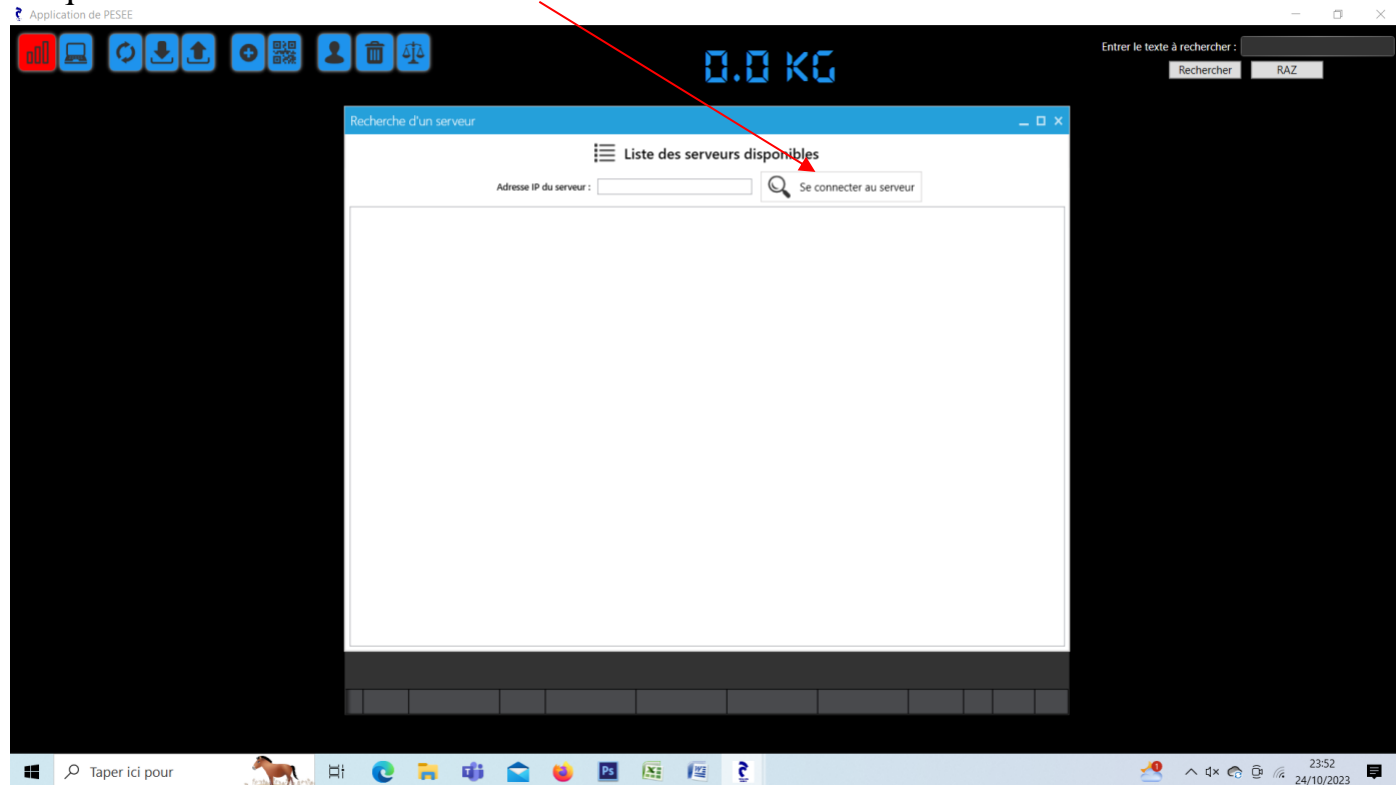 Application de PESEE
0.0 KG
Entrer le texte à rechercher :
Rechercher RAZ
Recherche d'un serveur
Liste des serveurs disponibles
Adresse IP du serveur : Se connecter au serveur
Taper ici pour
Ps
23:52
24/10/2023